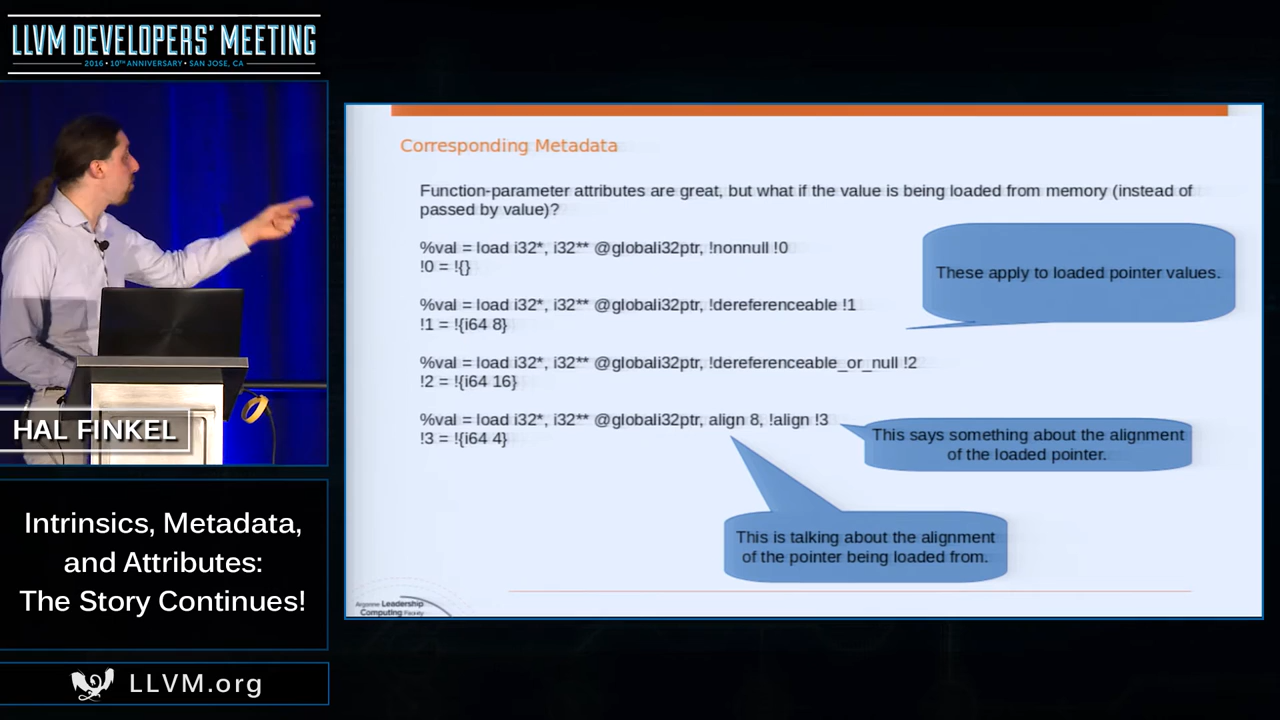 LLVM DEVELOPERS' MEETING
2016 • 10TH ANNIVERSARY • SAN JOSE, CA
HAL FINKEL
Intrinsics, Metadata,
and Attributes:
The Story Continues!
LLVM.org
Corresponding Metadata
Function-parameter attributes are great, but what if the value is being loaded from memory (instead of
passed by value)?
%val = load i32*, i32** @globali32ptr, !nonnull !0
!0 = !{}
%val = load i32*, i32** @globali32ptr, !dereferenceable !1
!1 = !{i64 8}
%val = load i32*, i32** @globali32ptr, !dereferenceable_or_null !2
!2 = !{i64 16}
%val = load i32*, i32** @globali32ptr, align 8, !align !3
!3 = !{i64 4}
These apply to loaded pointer values.
This says something about the alignment
of the loaded pointer.
This is talking about the alignment
of the pointer being loaded from.
Argonne Leadership
Computing Facility